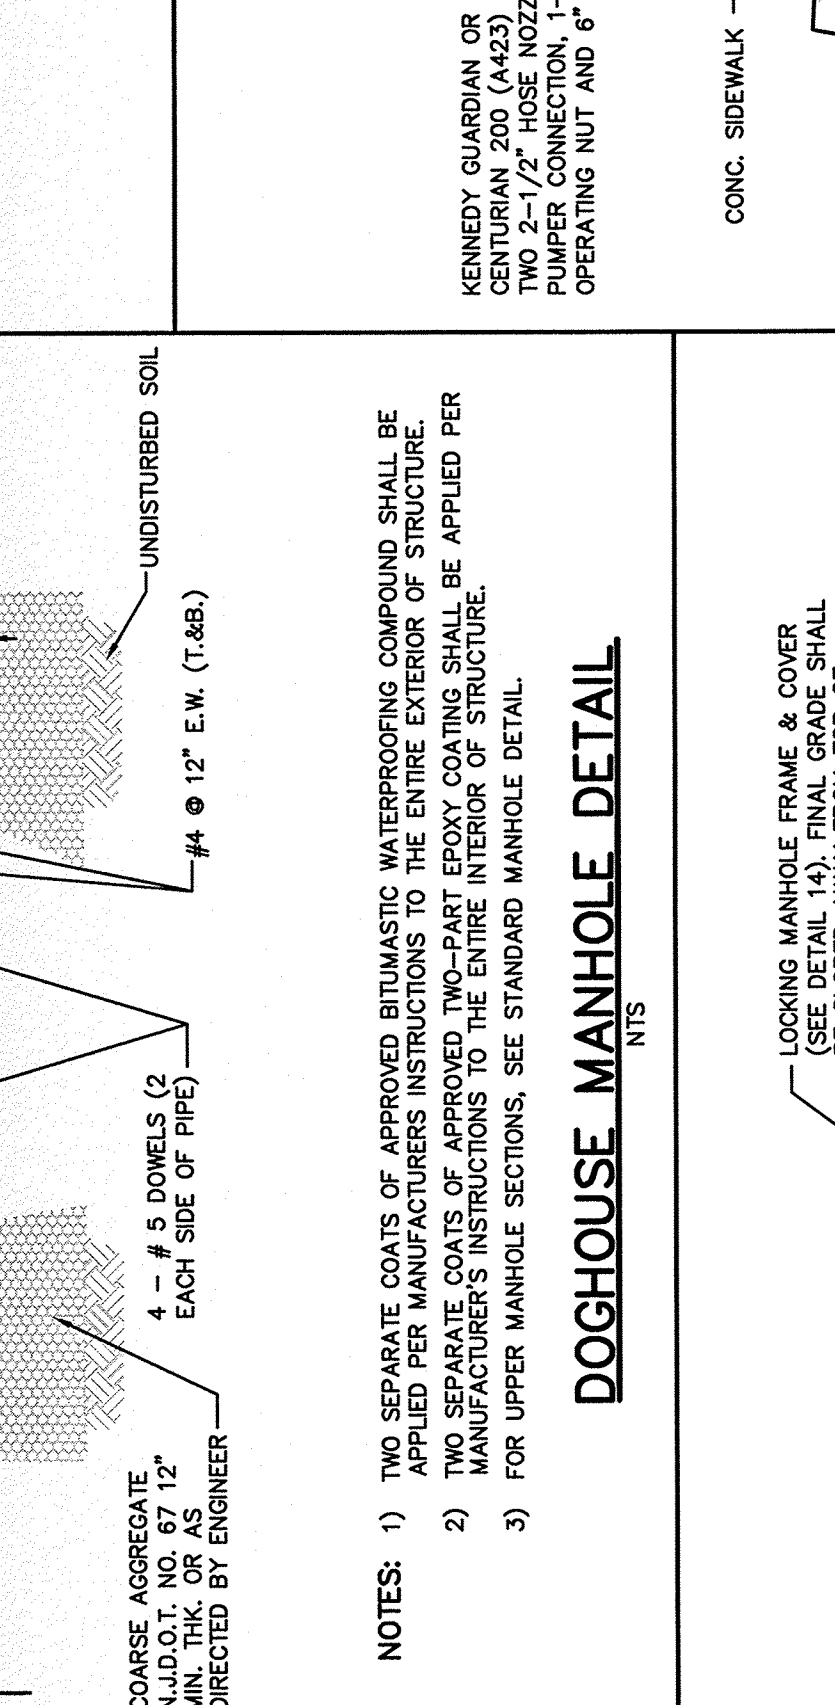 UNDISTURBED SOIL
#4 @ 12" E.W. (T.&B.)
4 - # 5 DOWELS (2
EACH SIDE OF PIPE)
COARSE AGGREGATE
N.J.D.O.T. NO. 67 12"
MIN. THK. OR AS
DIRECTED BY ENGINEER
NOTES: 1) TWO SEPARATE COATS OF APPROVED BITUMASTIC WATERPROOFING COMPOUND SHALL BE
APPLIED PER MANUFACTURERS INSTRUCTIONS TO THE ENTIRE EXTERIOR OF STRUCTURE.
2) TWO SEPARATE COATS OF APPROVED TWO-PART EPOXY COATING SHALL BE APPLIED PER
MANUFACTURER'S INSTRUCTIONS TO THE ENTIRE INTERIOR OF STRUCTURE.
3) FOR UPPER MANHOLE SECTIONS, SEE STANDARD MANHOLE DETAIL.
DOGHOUSE MANHOLE DETAIL
NTS
KENNEDY GUARDIAN OR
CENTURIAN 200 (A423)
TWO 2-1/2" HOSE
PUMPER CONNECTION, 1-
OPERATING NUT AND 6"
CONC. SIDEWALK
LOCKING MANHOLE FRAME & COVER
(SEE DETAIL 14). FINAL GRADE SHALL